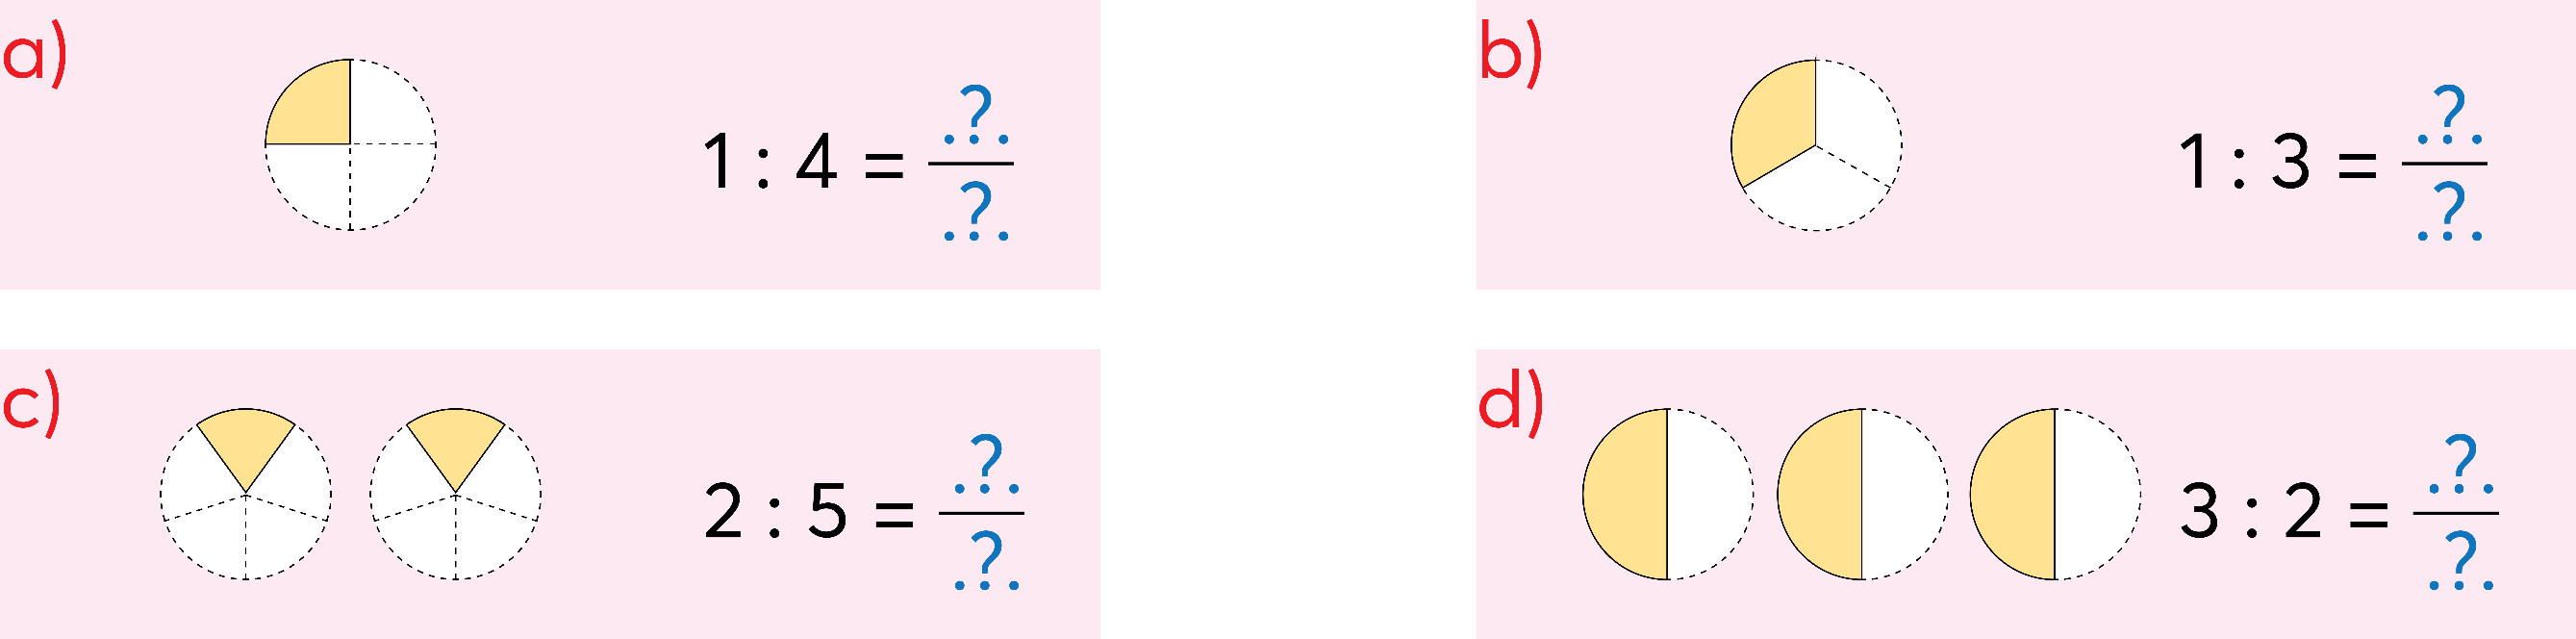 a)
1 : 4 = .?. / .?.
b)
1 : 3 = .?. / .?.
c)
2 : 5 = .?. / .?.
d)
3 : 2 = .?. / .?.